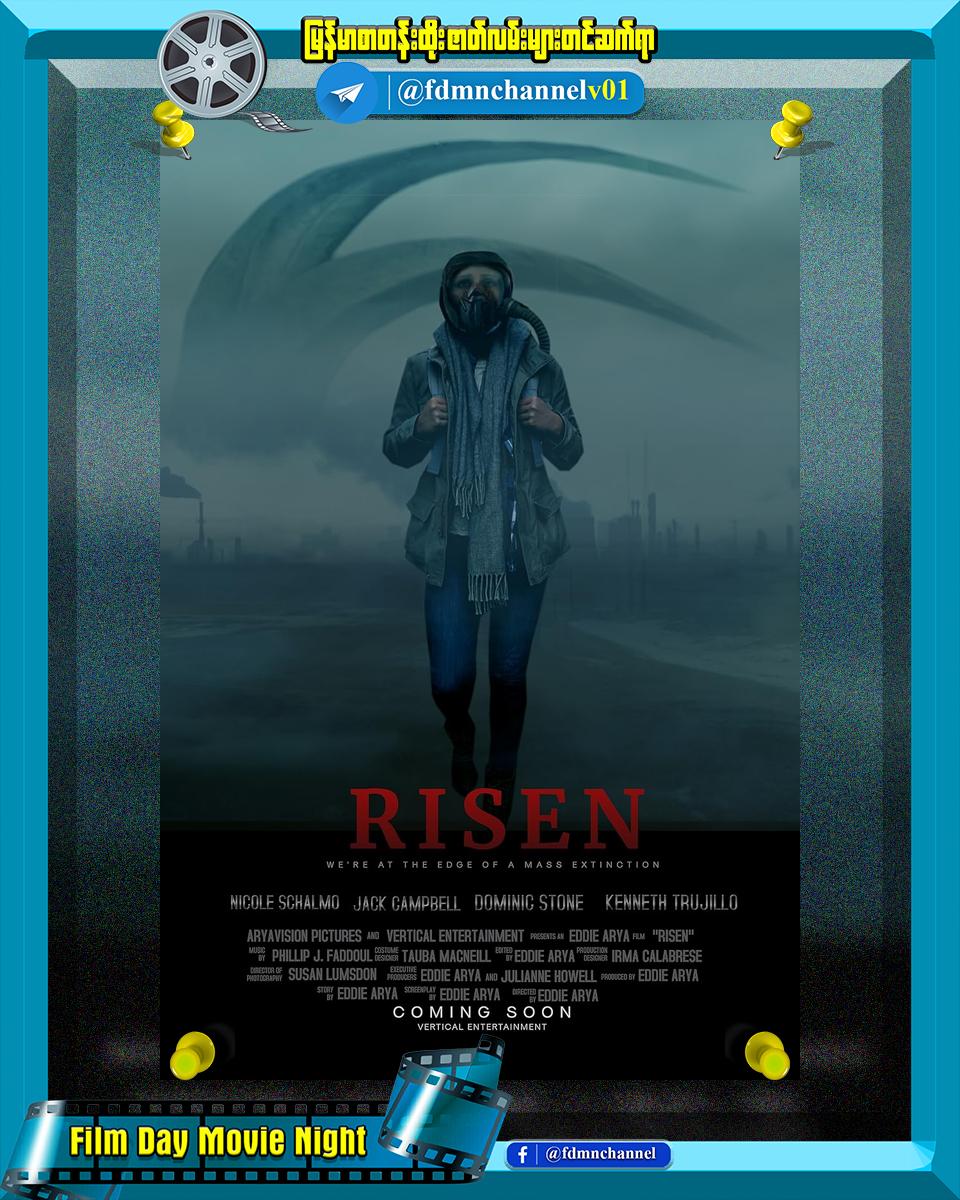 မြန်မာစာတန်းထိုးဇာတ်လမ်းများတင်ဆက်ရာ
@fdmnchannelv01
RISEN
WE'RE AT THE EDGE OF A MASS EXTINCTION
NICOLE SCHALMO JACK CAMPBELL DOMINIC STONE KENNETH TRUJILLO
ARYAVISION PICTURES AND VERTICAL ENTERTAINMENT PRESENTS AN EDDIE ARYA FILM "RISEN"
MUSIC BY PHILLIP J. FADDOUL COSTUME DESIGNER TAUBA MACNEILL EDITED BY EDDIE ARYA PRODUCTION DESIGNER IRMA CALABRESE
DIRECTOR OF PHOTOGRAPHY SUSAN LUMSDON EXECUTIVE PRODUCERS EDDIE ARYA AND JULIANNE HOWELL PRODUCED BY EDDIE ARYA
STORY BY EDDIE ARYA SCREENPLAY BY EDDIE ARYA DIRECTED BY EDDIE ARYA
COMING SOON
VERTICAL ENTERTAINMENT
Film Day Movie Night
@fdmnchannel